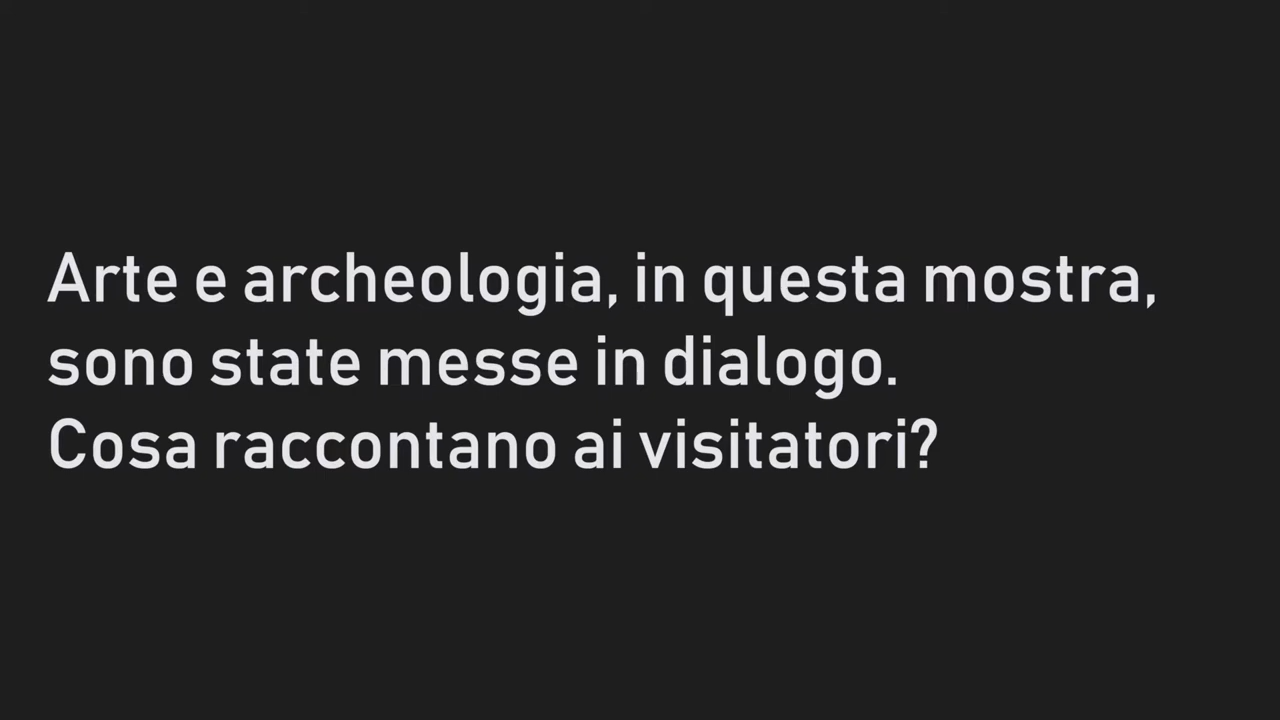 Arte e archeologia, in questa mostra,
sono state messe in dialogo.
Cosa raccontano ai visitatori?